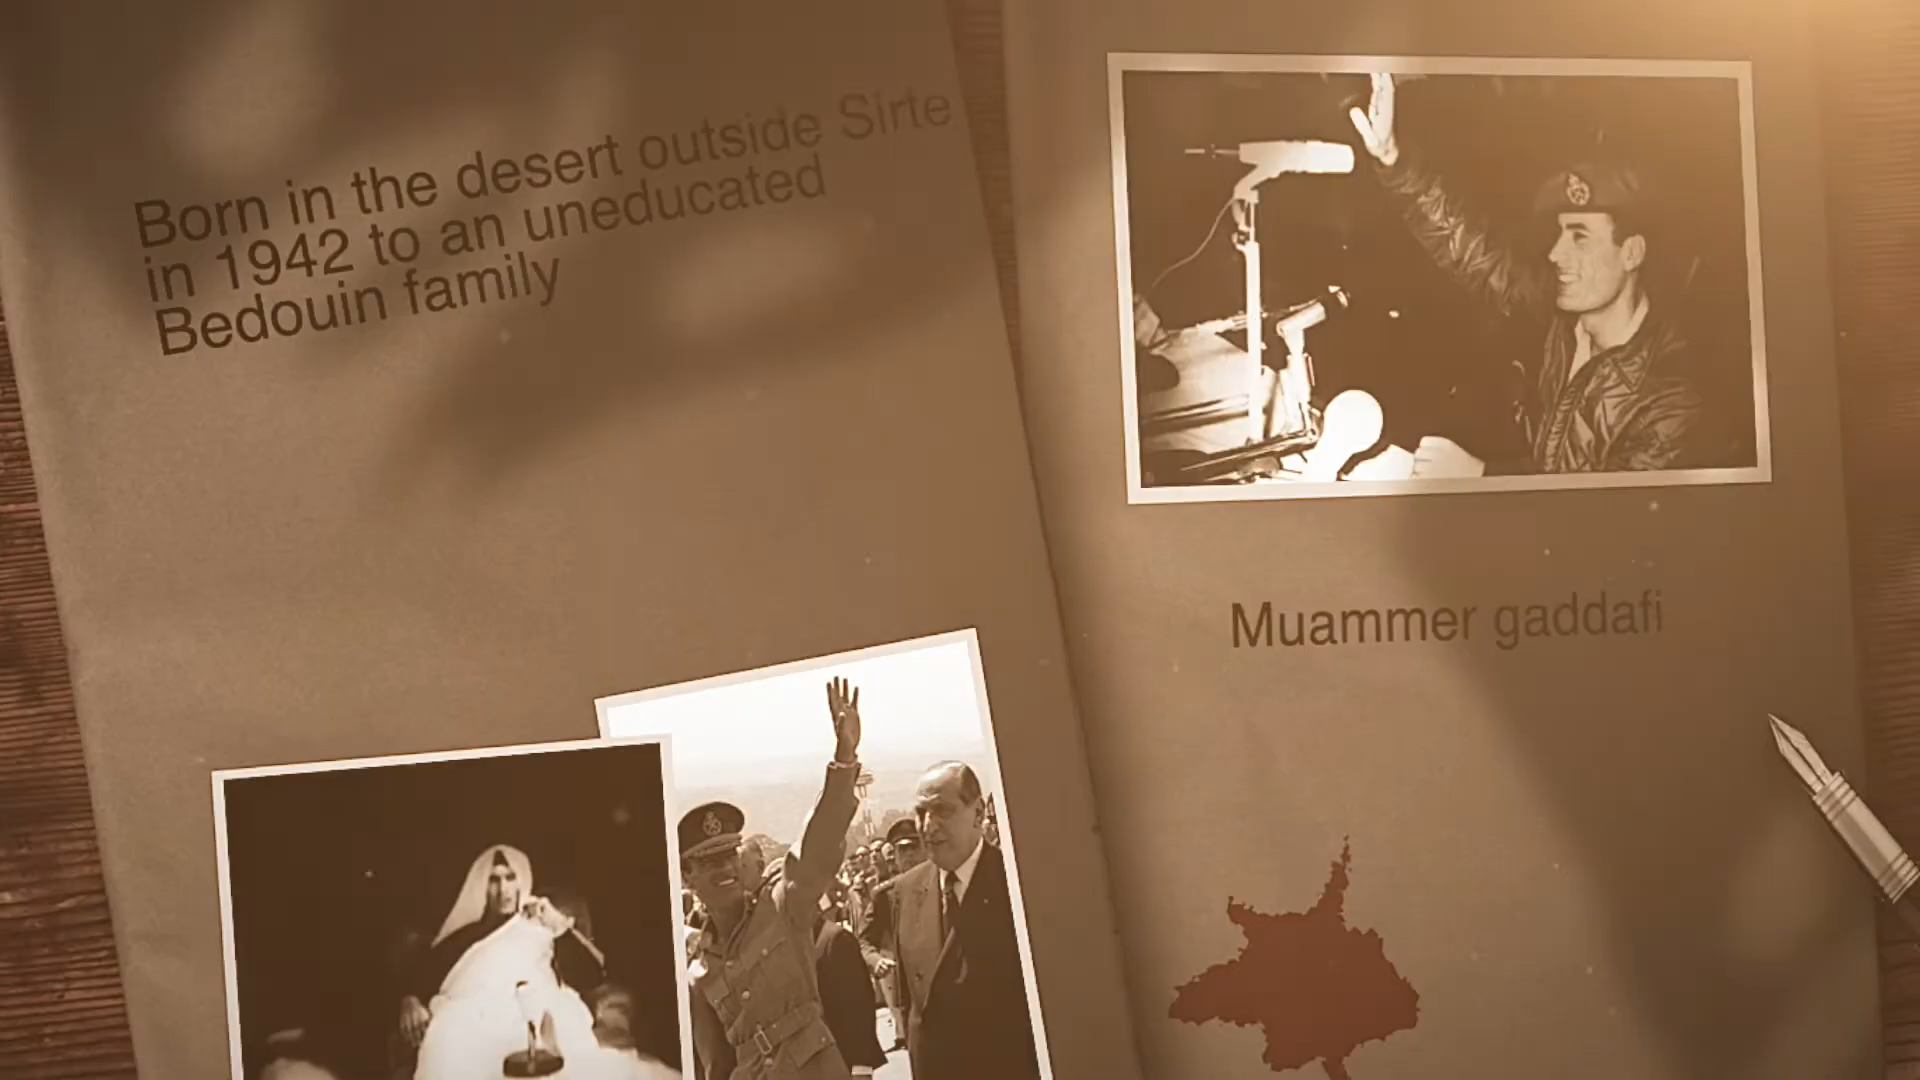 Born in the desert outside Sirte
in 1942 to an uneducated
Bedouin family
Muammer gaddafi